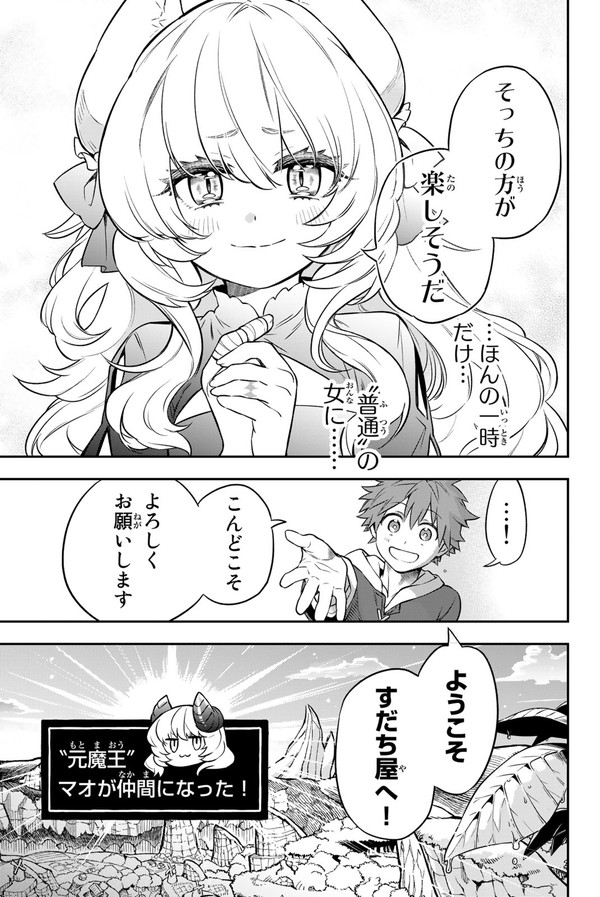 そっちの方が
楽しそうだ
…ほんの一時
だけ…
〝普通〟の
女に……
…！
こんどこそ
よろしく
お願いします
ようこそ
すだち屋へ！
〝元魔王〟
マオが仲間になった！